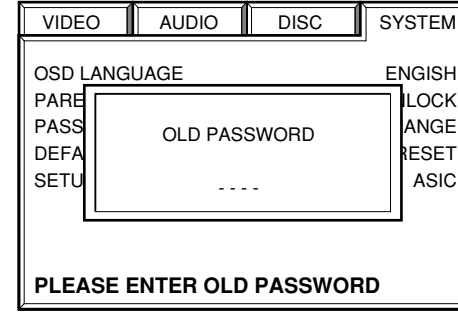 VIDEO AUDIO DISC SYSTEM
OSD LANGUAGE ENGISH
PARE ILOCK
PASS ANGE
OLD PASSWORD
DEFA RESET
SETU ASIC
- - - -
PLEASE ENTER OLD PASSWORD